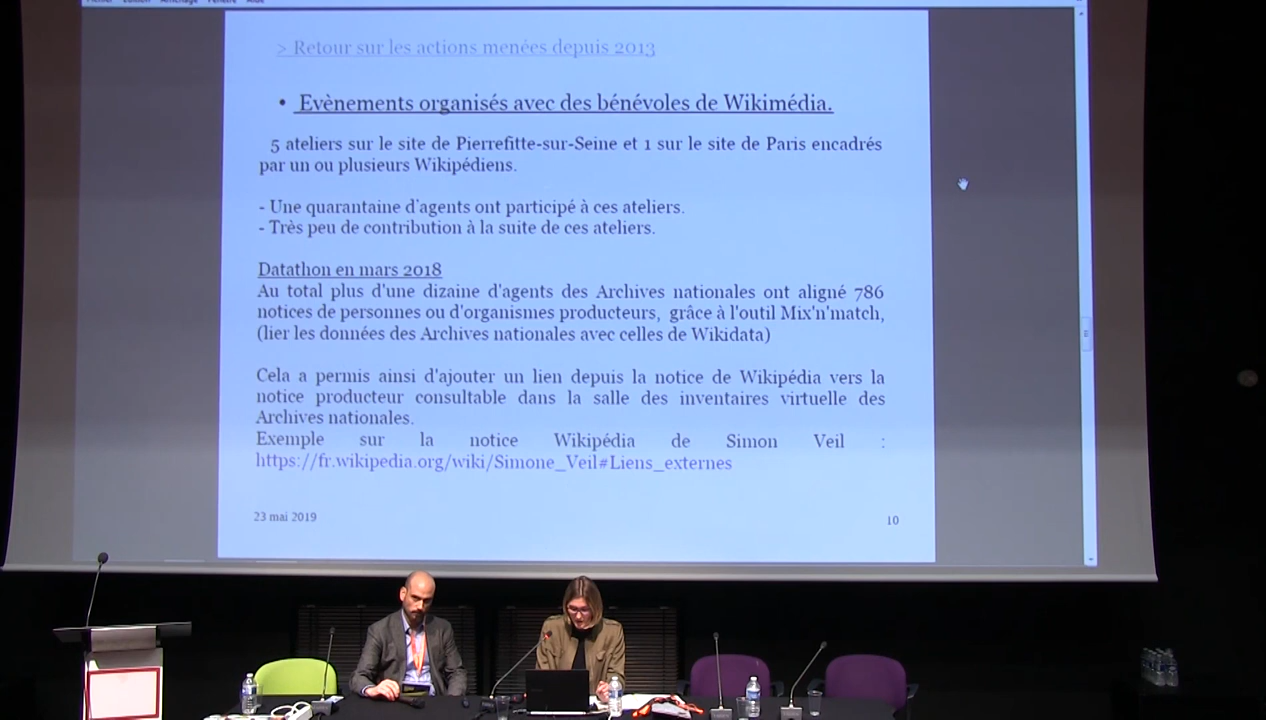 Fichier Edition Affichage Fenêtre Aide
> Retour sur les actions menées depuis 2013
• Evènements organisés avec des bénévoles de Wikimédia.
5 ateliers sur le site de Pierrefitte-sur-Seine et 1 sur le site de Paris encadrés
par un ou plusieurs Wikipédiens.
- Une quarantaine d'agents ont participé à ces ateliers.
- Très peu de contribution à la suite de ces ateliers.
Datathon en mars 2018
Au total plus d'une dizaine d'agents des Archives nationales ont aligné 786
notices de personnes ou d'organismes producteurs, grâce à l'outil Mix'n'match,
(lier les données des Archives nationales avec celles de Wikidata)
Cela a permis ainsi d'ajouter un lien depuis la notice de Wikipédia vers la
notice producteur consultable dans la salle des inventaires virtuelle des
Archives nationales.
Exemple sur la notice Wikipédia de Simon Veil :
https://fr.wikipedia.org/wiki/Simone_Veil#Liens_externes
23 mai 2019
10